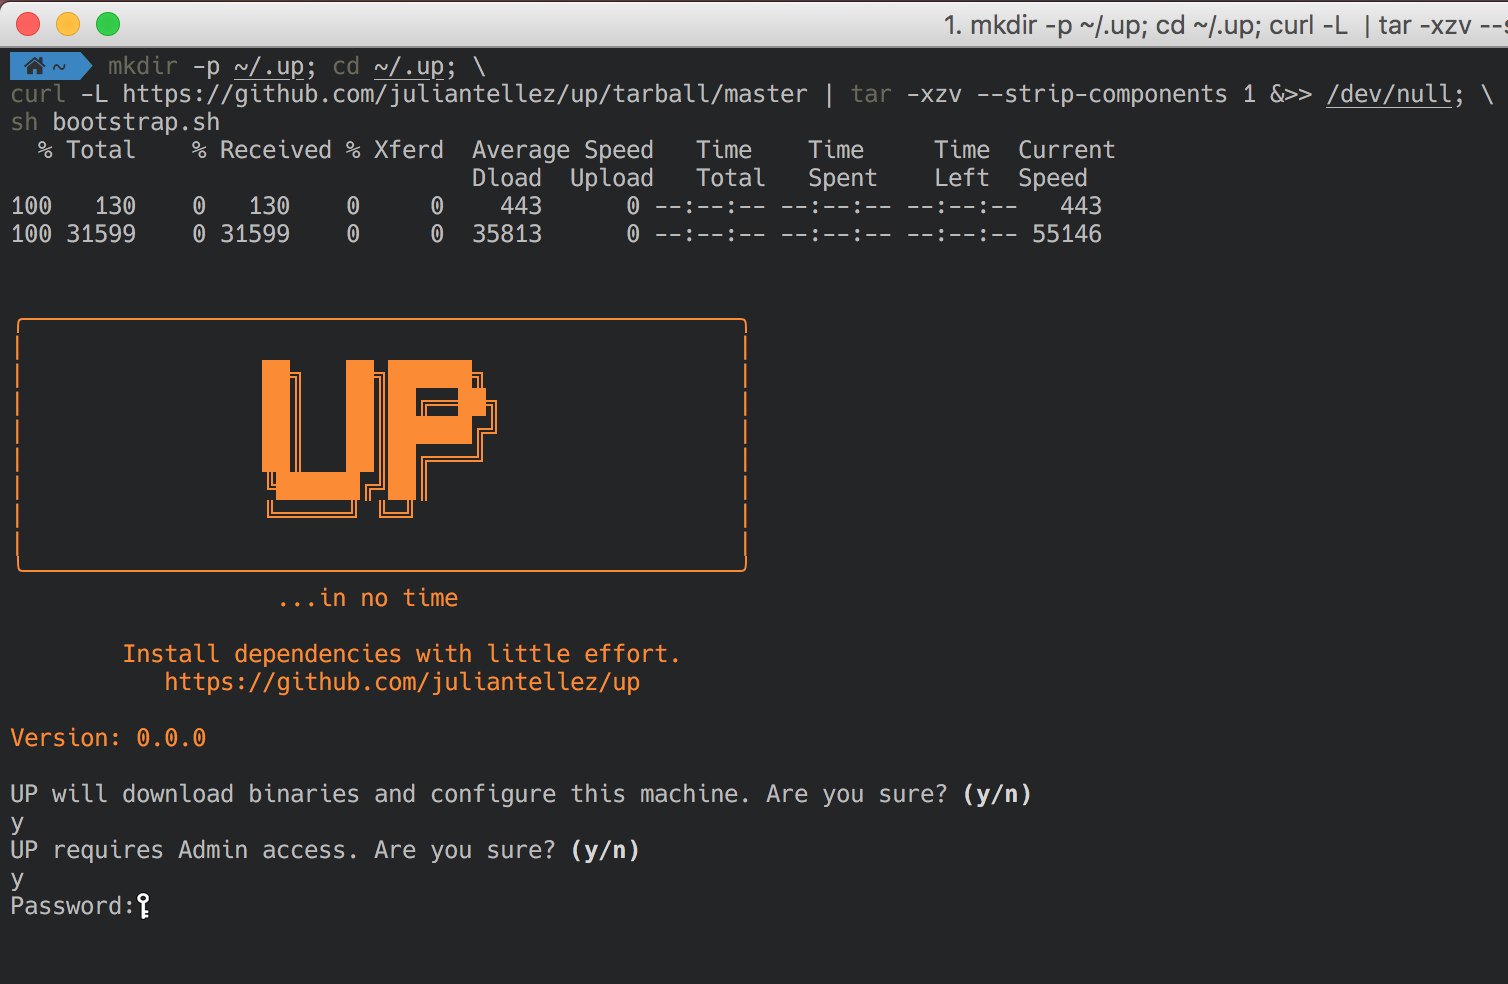 1. mkdir -p ~/.up; cd ~/.up; curl -L  | tar -xzv --s
~ mkdir -p ~/.up; cd ~/.up; \
curl -L https://github.com/juliantellez/up/tarball/master | tar -xzv --strip-components 1 &>> /dev/null; \
sh bootstrap.sh
  % Total    % Received % Xferd  Average Speed   Time    Time     Time  Current
                                 Dload  Upload   Total   Spent    Left  Speed
100   130    0   130    0     0    443      0 --:--:-- --:--:-- --:--:--   443
100 31599    0 31599    0     0  35813      0 --:--:-- --:--:-- --:--:-- 55146
UP
...in no time
Install dependencies with little effort.
https://github.com/juliantellez/up
Version: 0.0.0
UP will download binaries and configure this machine. Are you sure? (y/n)
y
UP requires Admin access. Are you sure? (y/n)
y
Password: